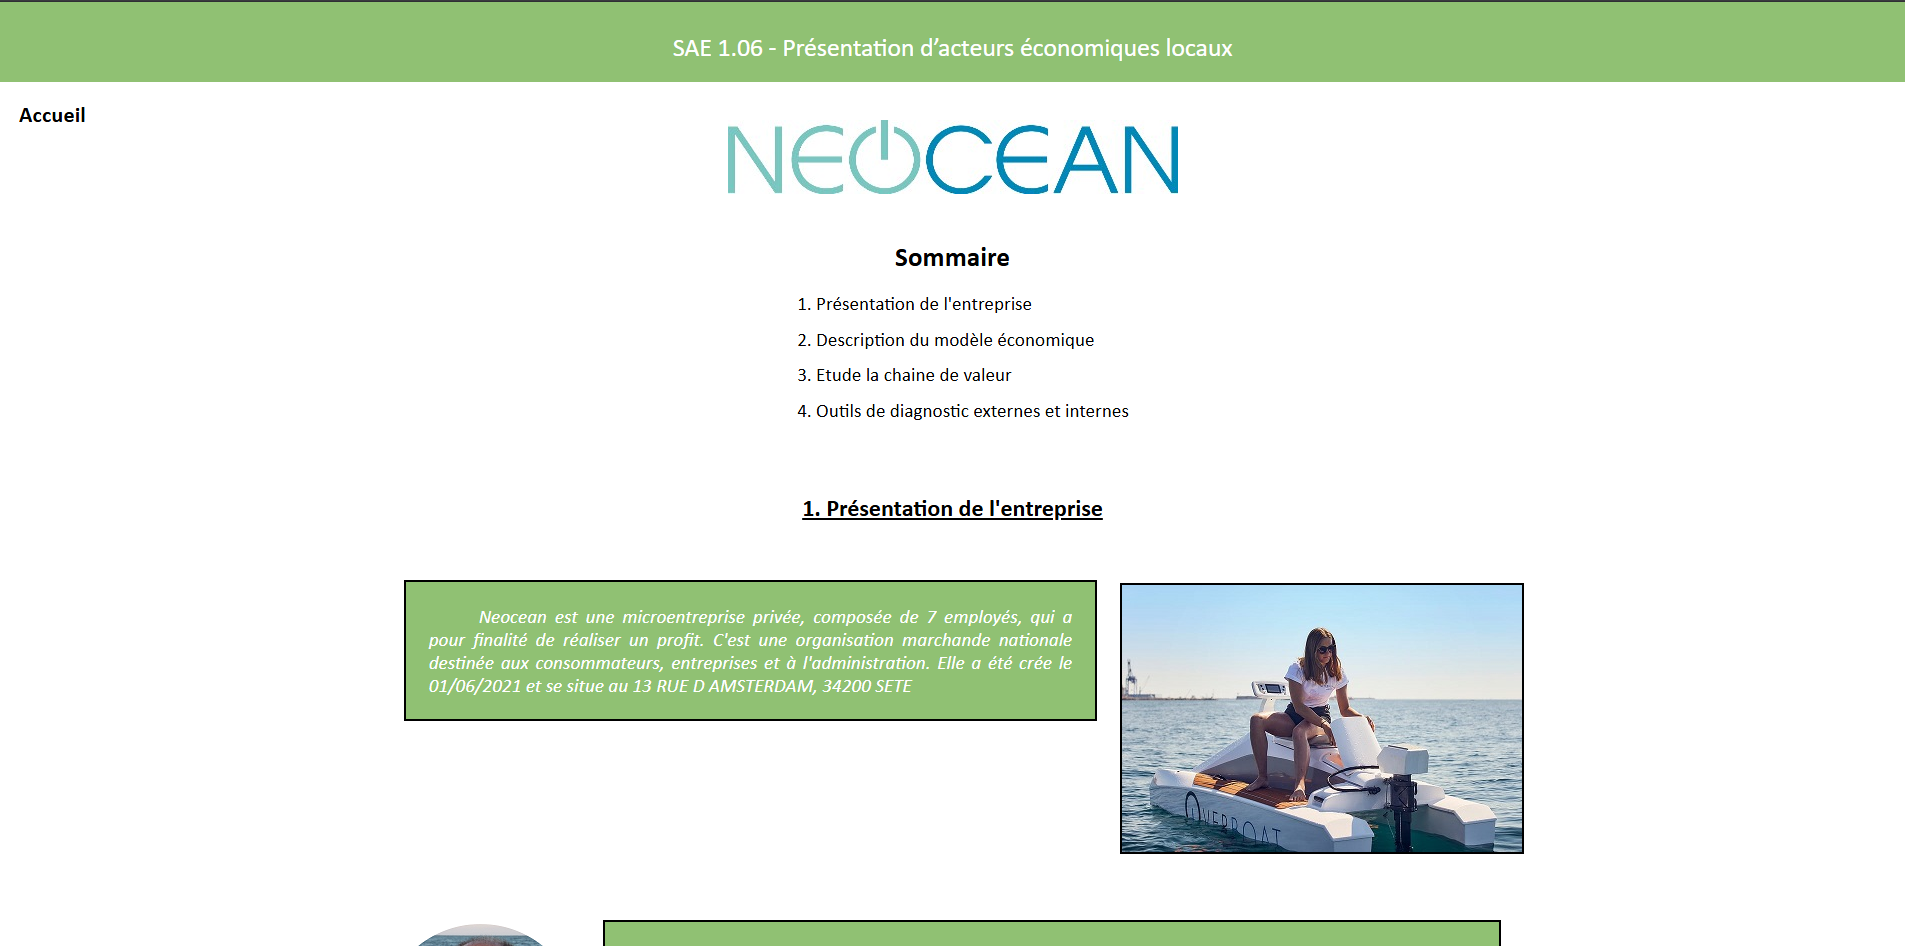 SAE 1.06 - Présentation d’acteurs économiques locaux
Accueil
NEOCEAN
Sommaire
1. Présentation de l'entreprise
2. Description du modèle économique
3. Etude la chaine de valeur
4. Outils de diagnostic externes et internes
1. Présentation de l'entreprise
Neocean est une microentreprise privée, composée de 7 employés, qui a
pour finalité de réaliser un profit. C'est une organisation marchande nationale
destinée aux consommateurs, entreprises et à l'administration. Elle a été crée le
01/06/2021 et se situe au 13 RUE D AMSTERDAM, 34200 SETE
OVERBOAT